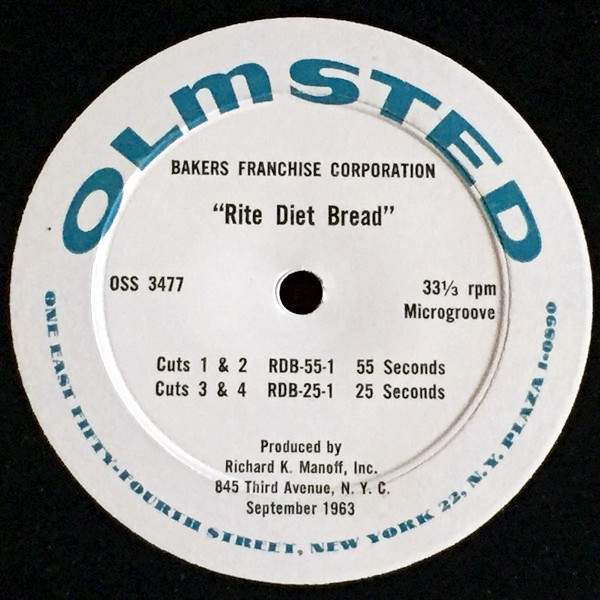 OLmSTED
BAKERS FRANCHISE CORPORATION
“Rite Diet Bread”
OSS 3477
33⅓ rpm
Microgroove
Cuts 1 & 2 RDB-55-1 55 Seconds
Cuts 3 & 4 RDB-25-1 25 Seconds
Produced by
Richard K. Manoff, Inc.
845 Third Avenue, N. Y. C.
September 1963
ONE EAST FIFTY-FOURTH STREET, NEW YORK 22, N.Y. PLAZA 1-0890